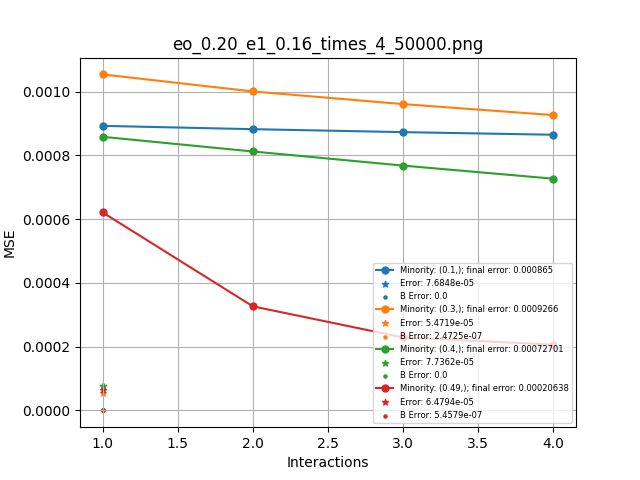 eo_0.20_e1_0.16_times_4_50000.png
MSE
0.0010
0.0008
0.0006
0.0004
0.0002
0.0000
Minority: (0.1,); final error: 0.000865
Error: 7.6848e-05
B Error: 0.0
Minority: (0.3,); final error: 0.0009266
Error: 5.4719e-05
B Error: 2.4725e-07
Minority: (0.4,); final error: 0.00072701
Error: 7.7362e-05
B Error: 0.0
Minority: (0.49,); final error: 0.00020638
Error: 6.4794e-05
B Error: 5.4579e-07
1.0 1.5 2.0 2.5 3.0 3.5 4.0
Interactions